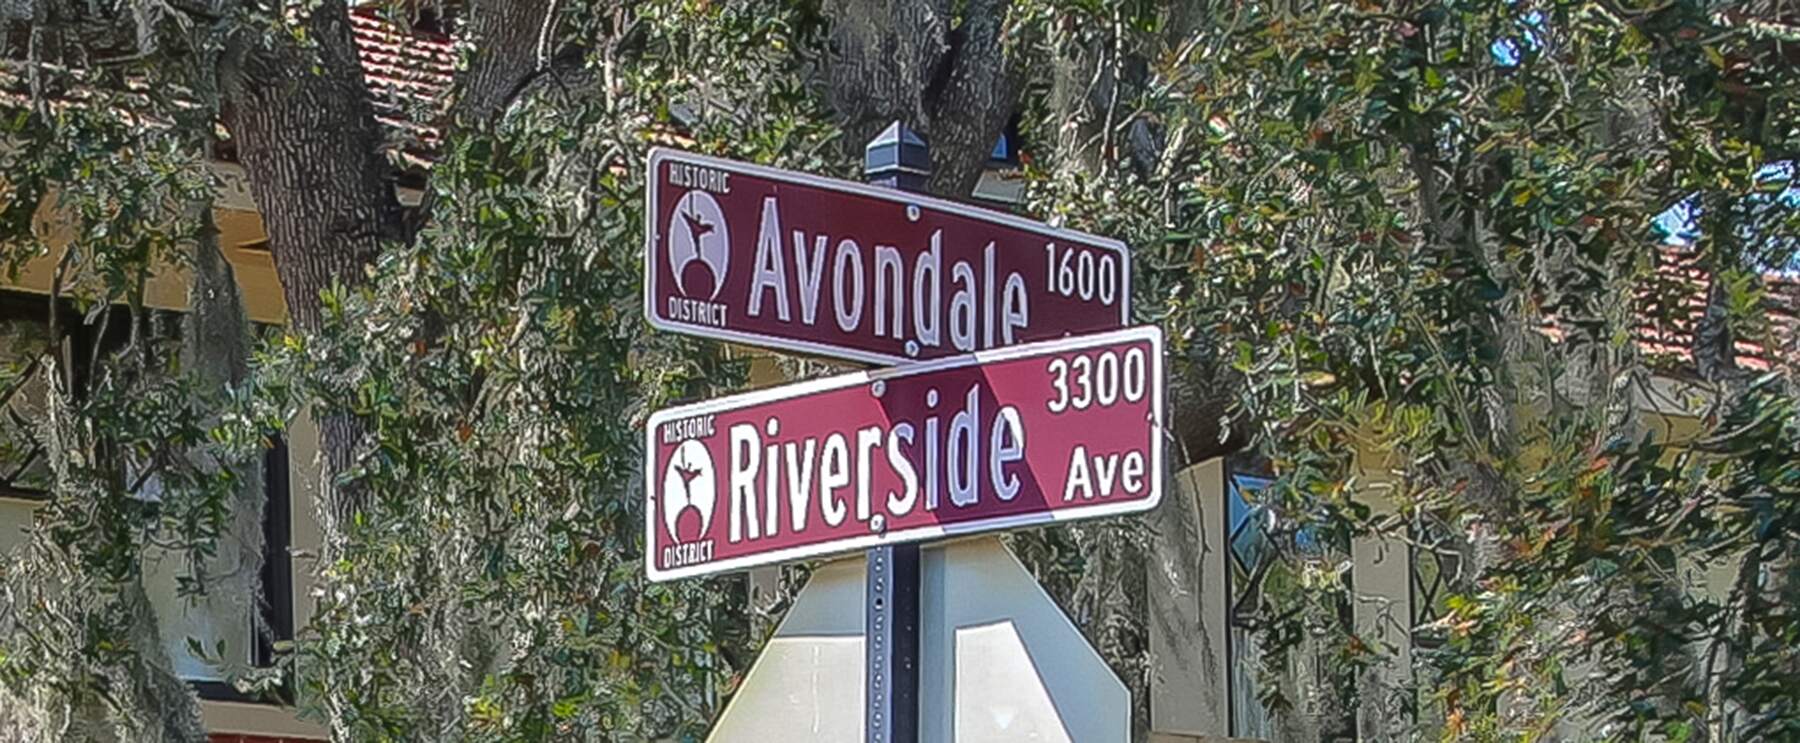 HISTORIC
DISTRICT
Avondale
1600
HISTORIC
DISTRICT
Riverside
3300
Ave